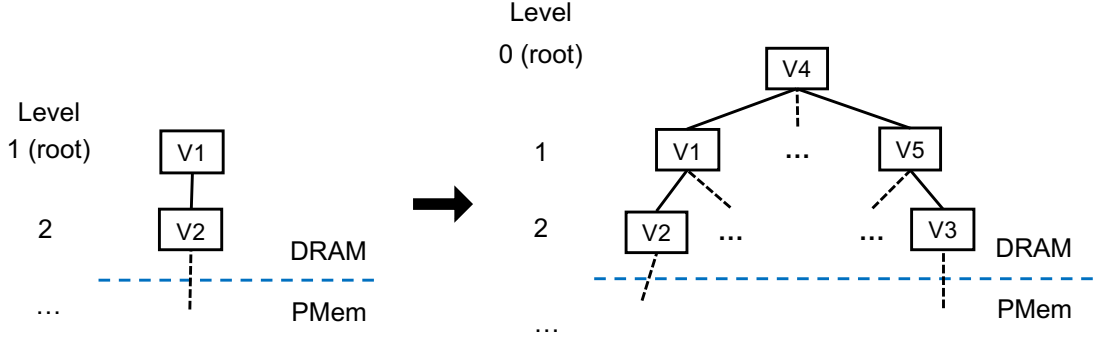 Level
1 (root)
V1
2
V2
DRAM
...
PMem
Level
0 (root)
V4
1
V1
...
V5
2
V2
...
...
V3
DRAM
PMem
...